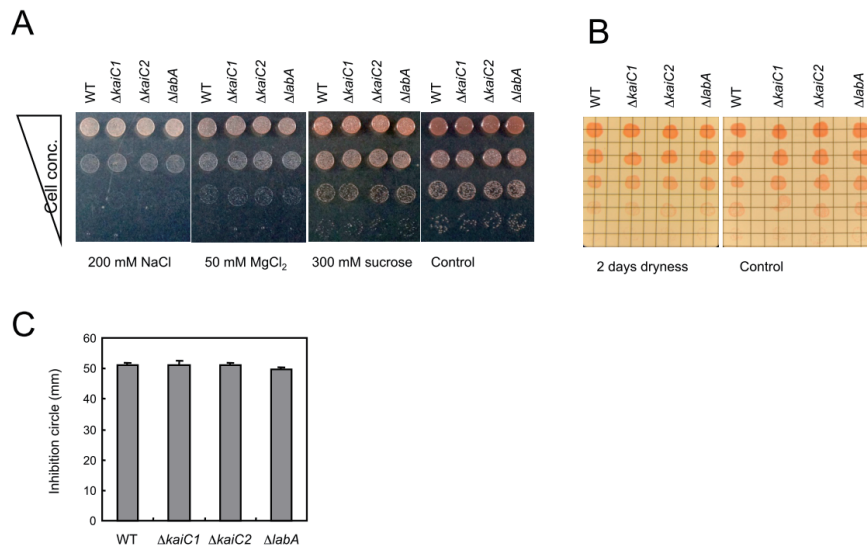 A
WT ΔkaiC1 ΔkaiC2 ΔlabA WT ΔkaiC1 ΔkaiC2 ΔlabA WT ΔkaiC1 ΔkaiC2 ΔlabA WT ΔkaiC1 ΔkaiC2 ΔlabA
Cell conc.
200 mM NaCl 50 mM MgCl₂ 300 mM sucrose Control
B
WT ΔkaiC1 ΔkaiC2 ΔlabA WT ΔkaiC1 ΔkaiC2 ΔlabA
2 days dryness Control
C
Inhibition circle (mm)
60
50
40
30
20
10
0
WT ΔkaiC1 ΔkaiC2 ΔlabA